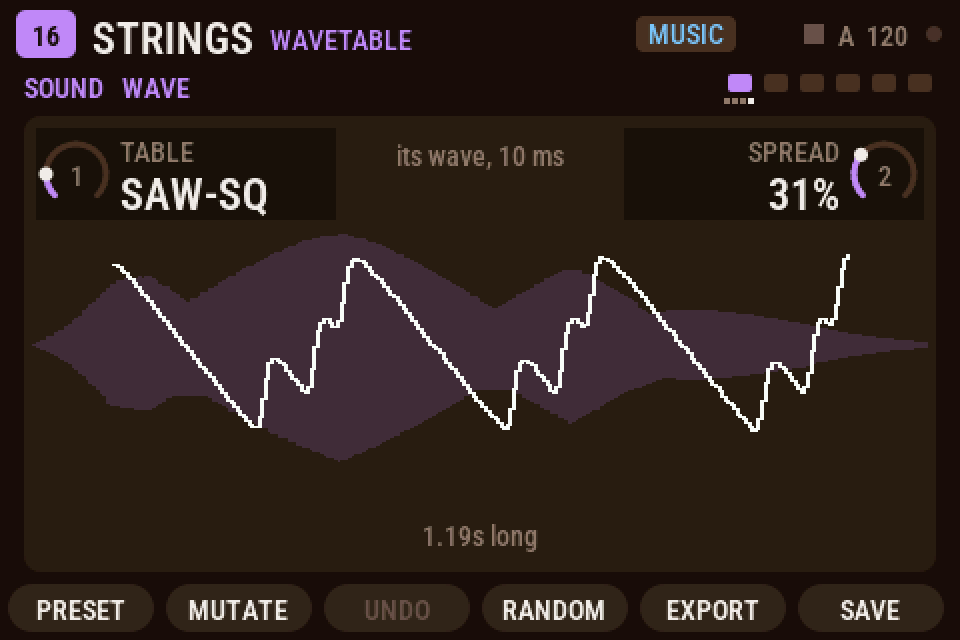 16 STRINGS WAVETABLE MUSIC A 120
SOUND WAVE
1 TABLE its wave, 10 ms SPREAD 2
SAW-SQ 31%
1.19s long
PRESET MUTATE UNDO RANDOM EXPORT SAVE